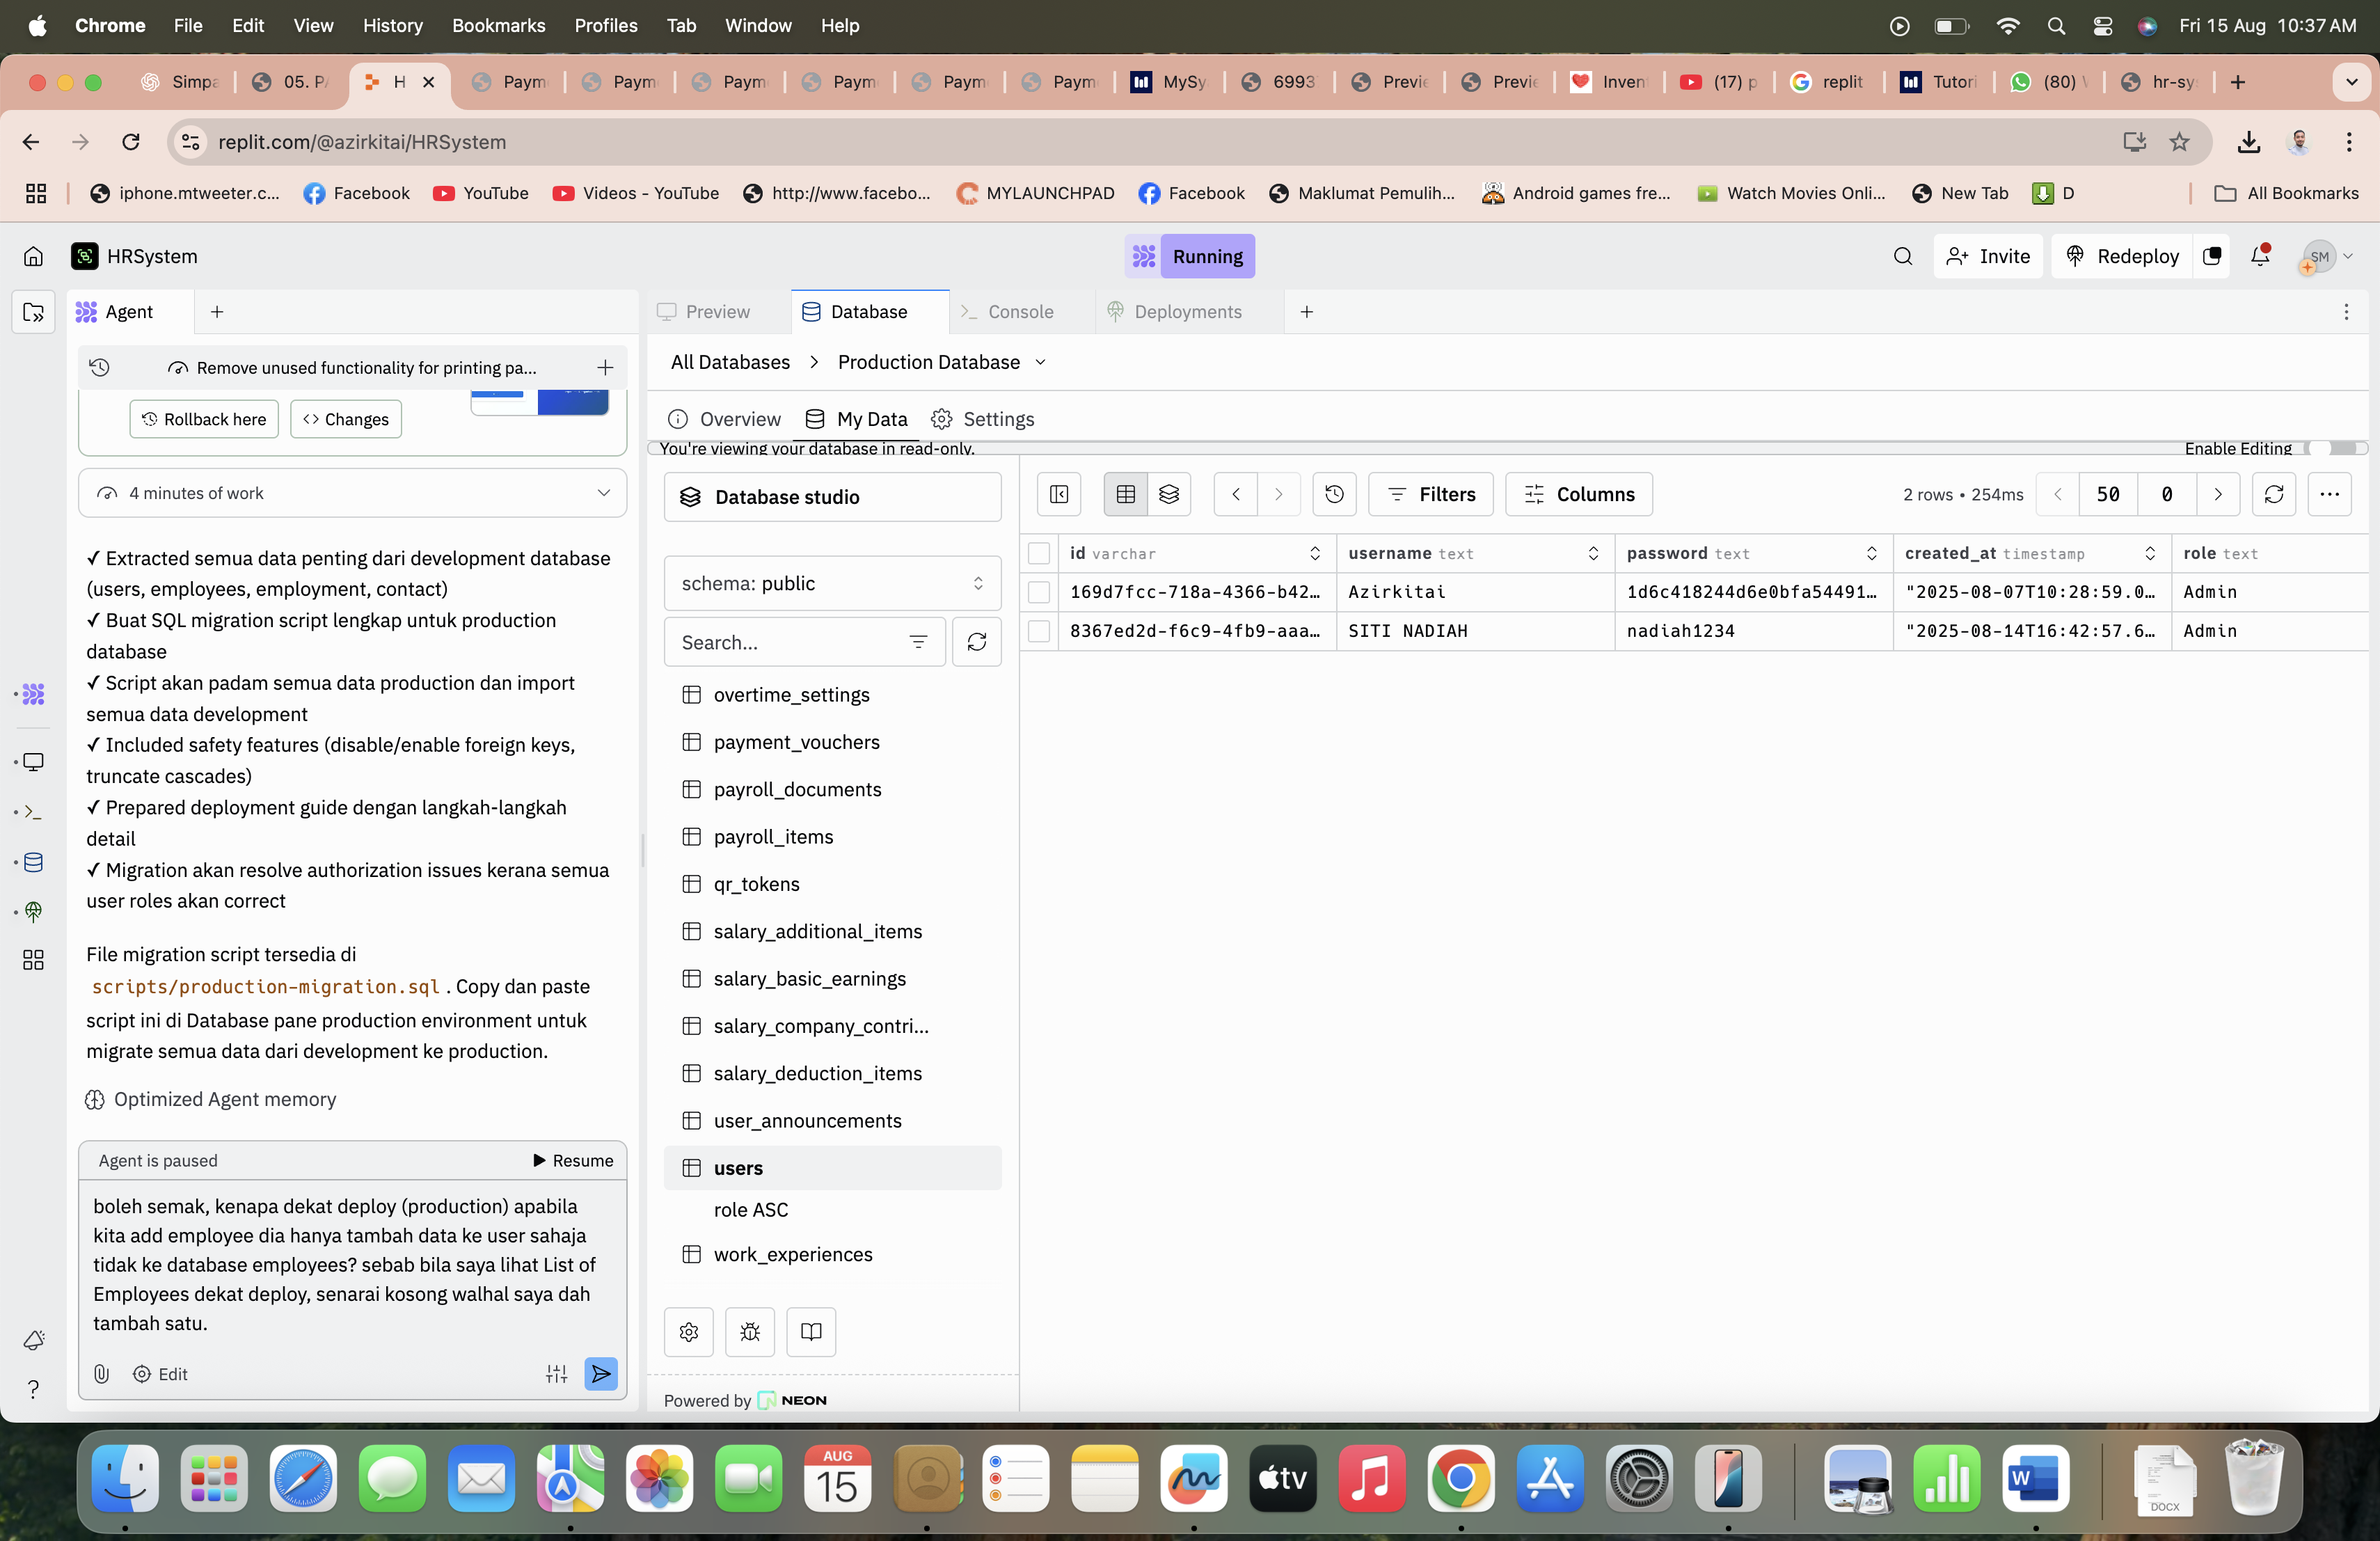 Chrome File Edit View History Bookmarks Profiles Tab Window Help Fri 15 Aug 10:37 AM
Simpa 05. PA H Paym Paym Paym Paym Paym Paym MySy 6993 Previe Previe Inven (17) p replit Tutori (80) hr-sy
replit.com/@azirkitai/HRSystem
iphone.mtweeter.c... Facebook YouTube Videos - YouTube http://www.facebo... MYLAUNCHPAD Facebook Maklumat Pemulih... Android games fre... Watch Movies Onli... New Tab D All Bookmarks
HRSystem Running Invite Redeploy SM
Agent
Remove unused functionality for printing pa...
Rollback here Changes
4 minutes of work
✓ Extracted semua data penting dari development database
(users, employees, employment, contact)
✓ Buat SQL migration script lengkap untuk production
database
✓ Script akan padam semua data production dan import
semua data development
✓ Included safety features (disable/enable foreign keys,
truncate cascades)
✓ Prepared deployment guide dengan langkah-langkah
detail
✓ Migration akan resolve authorization issues kerana semua
user roles akan correct
File migration script tersedia di
scripts/production-migration.sql . Copy dan paste
script ini di Database pane production environment untuk
migrate semua data dari development ke production.
Optimized Agent memory
Agent is paused Resume
boleh semak, kenapa dekat deploy (production) apabila
kita add employee dia hanya tambah data ke user sahaja
tidak ke database employees? sebab bila saya lihat List of
Employees dekat deploy, senarai kosong walhal saya dah
tambah satu.
Edit
Preview Database Console Deployments
All Databases > Production Database
Overview My Data Settings
You're viewing your database in read-only. Enable Editing
Database studio
schema: public
Search...
overtime_settings
payment_vouchers
payroll_documents
payroll_items
qr_tokens
salary_additional_items
salary_basic_earnings
salary_company_contri...
salary_deduction_items
user_announcements
users
role ASC
work_experiences
Powered by NEON
Filters Columns 2 rows • 254ms 50 0
id varchar username text password text created_at timestamp role text
169d7fcc-718a-4366-b42... Azirkitai 1d6c418244d6e0bfa54491... "2025-08-07T10:28:59.0... Admin
8367ed2d-f6c9-4fb9-aaa... SITI NADIAH nadiah1234 "2025-08-14T16:42:57.6... Admin
AUG
15
tv
W
DOCX